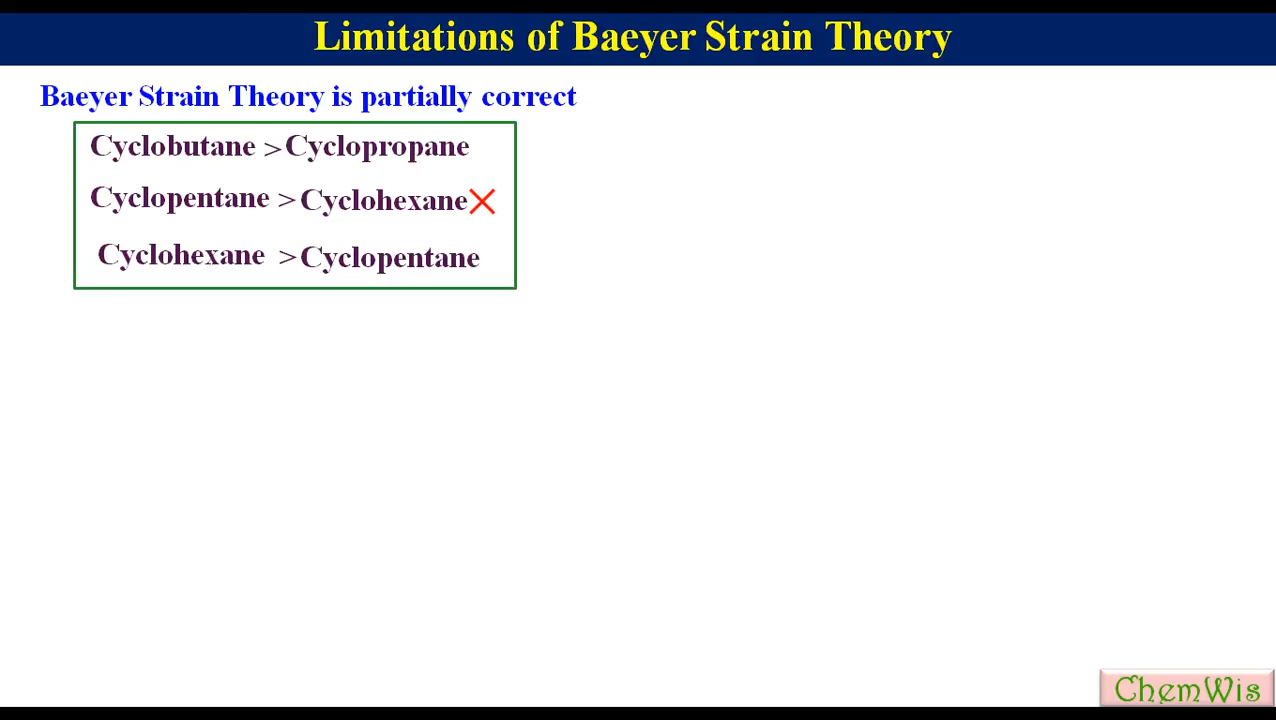 Limitations of Baeyer Strain Theory
Baeyer Strain Theory is partially correct
Cyclobutane > Cyclopropane
Cyclopentane > Cyclohexane
Cyclohexane > Cyclopentane
ChemWis